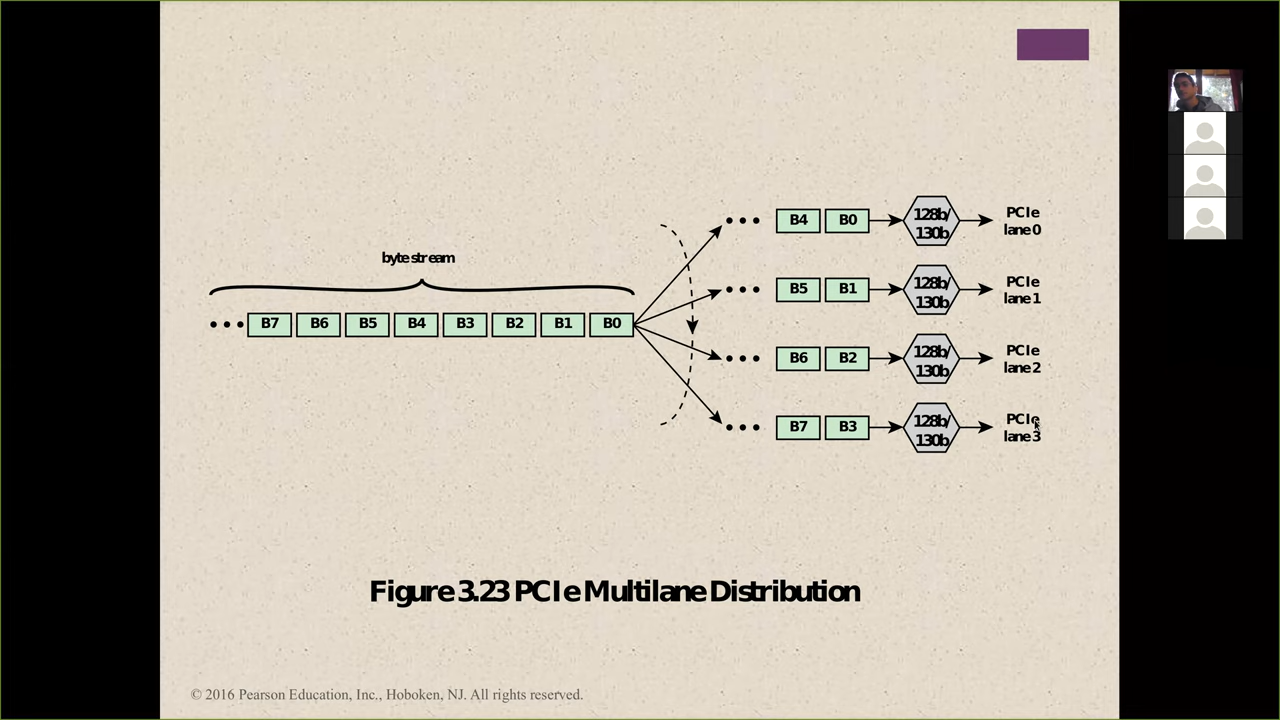 byte stream
B7 B6 B5 B4 B3 B2 B1 B0
B4 B0 128b/ 130b PCIe lane 0
B5 B1 128b/ 130b PCIe lane 1
B6 B2 128b/ 130b PCIe lane 2
B7 B3 128b/ 130b PCIe lane 3
Figure 3.23 PCIe Multilane Distribution
© 2016 Pearson Education, Inc., Hoboken, NJ. All rights reserved.